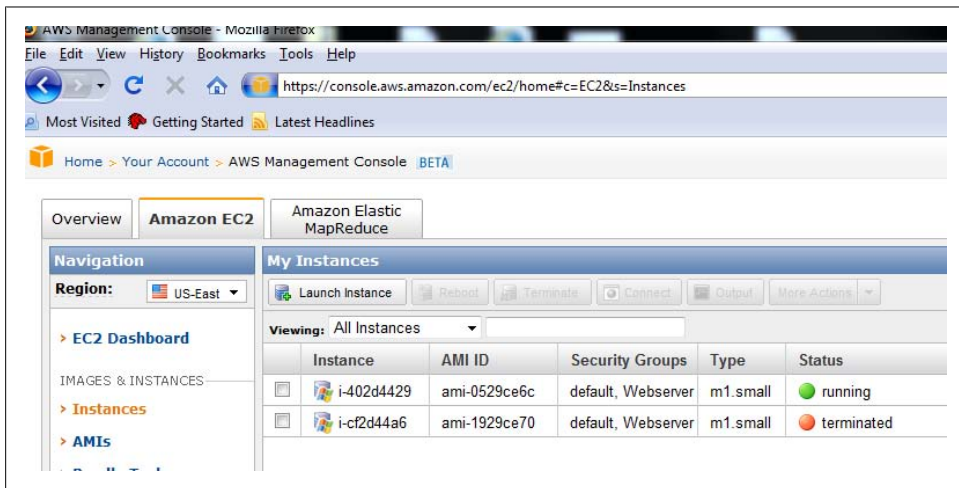 AWS Management Console - Mozilla Firefox
File Edit View History Bookmarks Tools Help
https://console.aws.amazon.com/ec2/home#c=EC2&s=Instances
Most Visited Getting Started Latest Headlines
Home > Your Account > AWS Management Console BETA
Overview Amazon EC2 Amazon Elastic MapReduce
Navigation My Instances
Region: US-East Launch Instance Reboot Terminate Connect Output More Actions
Viewing: All Instances
> EC2 Dashboard
Instance AMI ID Security Groups Type Status
IMAGES & INSTANCES
i-402d4429 ami-0529ce6c default, Webserver m1.small running
> Instances
i-cf2d44a6 ami-1929ce70 default, Webserver m1.small terminated
> AMIs